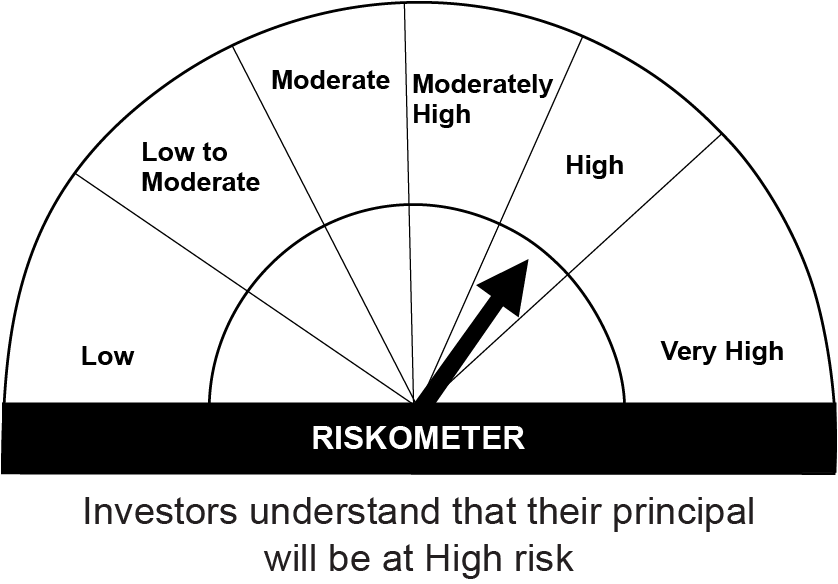 Moderate
Moderately
High
Low to
Moderate
High
Low
Very High
RISKOMETER
Investors understand that their principal
will be at High risk